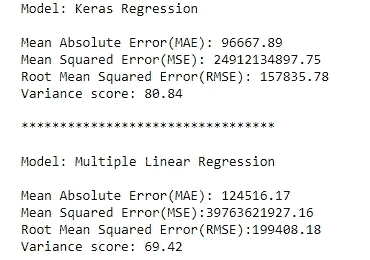 Model: Keras Regression
Mean Absolute Error(MAE): 96667.89
Mean Squared Error(MSE): 24912134897.75
Root Mean Squared Error(RMSE): 157835.78
Variance score: 80.84
*********************************
Model: Multiple Linear Regression
Mean Absolute Error(MAE): 124516.17
Mean Squared Error(MSE):39763621927.16
Root Mean Squared Error(RMSE):199408.18
Variance score: 69.42